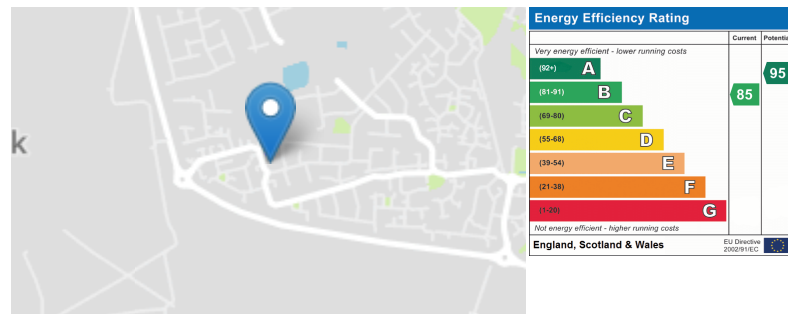 k
Energy Efficiency Rating
Current Potentia
Very energy efficient - lower running costs
(92+) A
(81-91) B
(69-80) C
(55-68) D
(39-54) E
(21-38) F
(1-20) G
85
95
Not energy efficient - higher running costs
England, Scotland & Wales
EU Directive
2002/91/EC